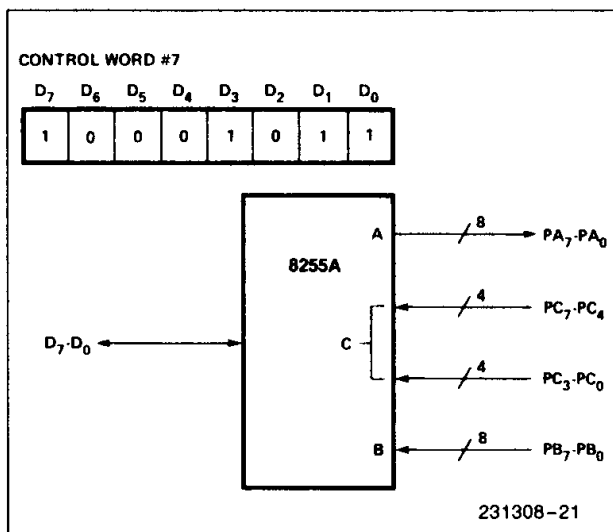 CONTROL WORD #7
D₇ D₆ D₅ D₄ D₃ D₂ D₁ D₀
1 0 0 0 1 0 1 1
A 8 PA₇-PA₀
8255A
4 PC₇-PC₄
D₇-D₀ C
4 PC₃-PC₀
B 8 PB₇-PB₀
231308-21